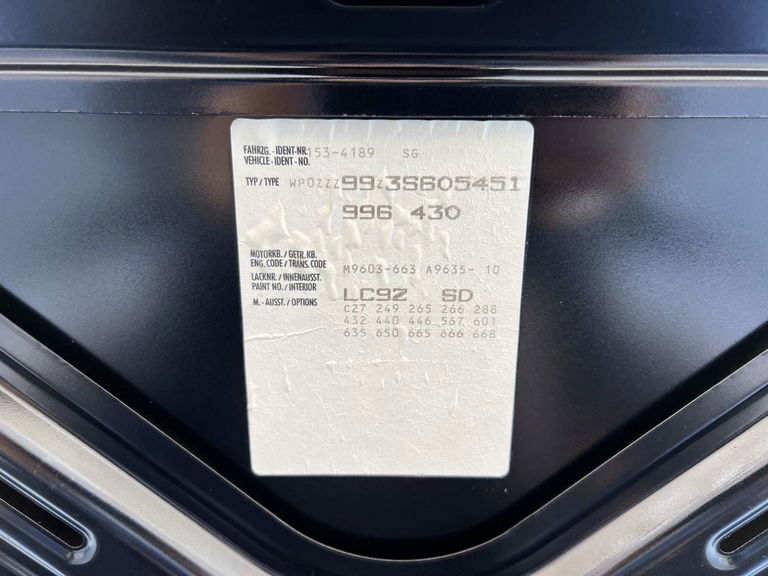 FAHRZG.-IDENT-NR. 153-4189 SG
VEHICLE-IDENT-NO.
TYP/TYPE WP0ZZZ99Z3S605451
996 430
MOTORKB./GETR.KB.
ENG.CODE/TRANS.CODE M9603-663 A9635- 10
LACKNR./INNENAUSST.
PAINT NO./INTERIOR LC9Z SD
M.-AUSST./OPTIONS C27 249 265 266 288
432 440 446 567 601
635 650 665 666 668